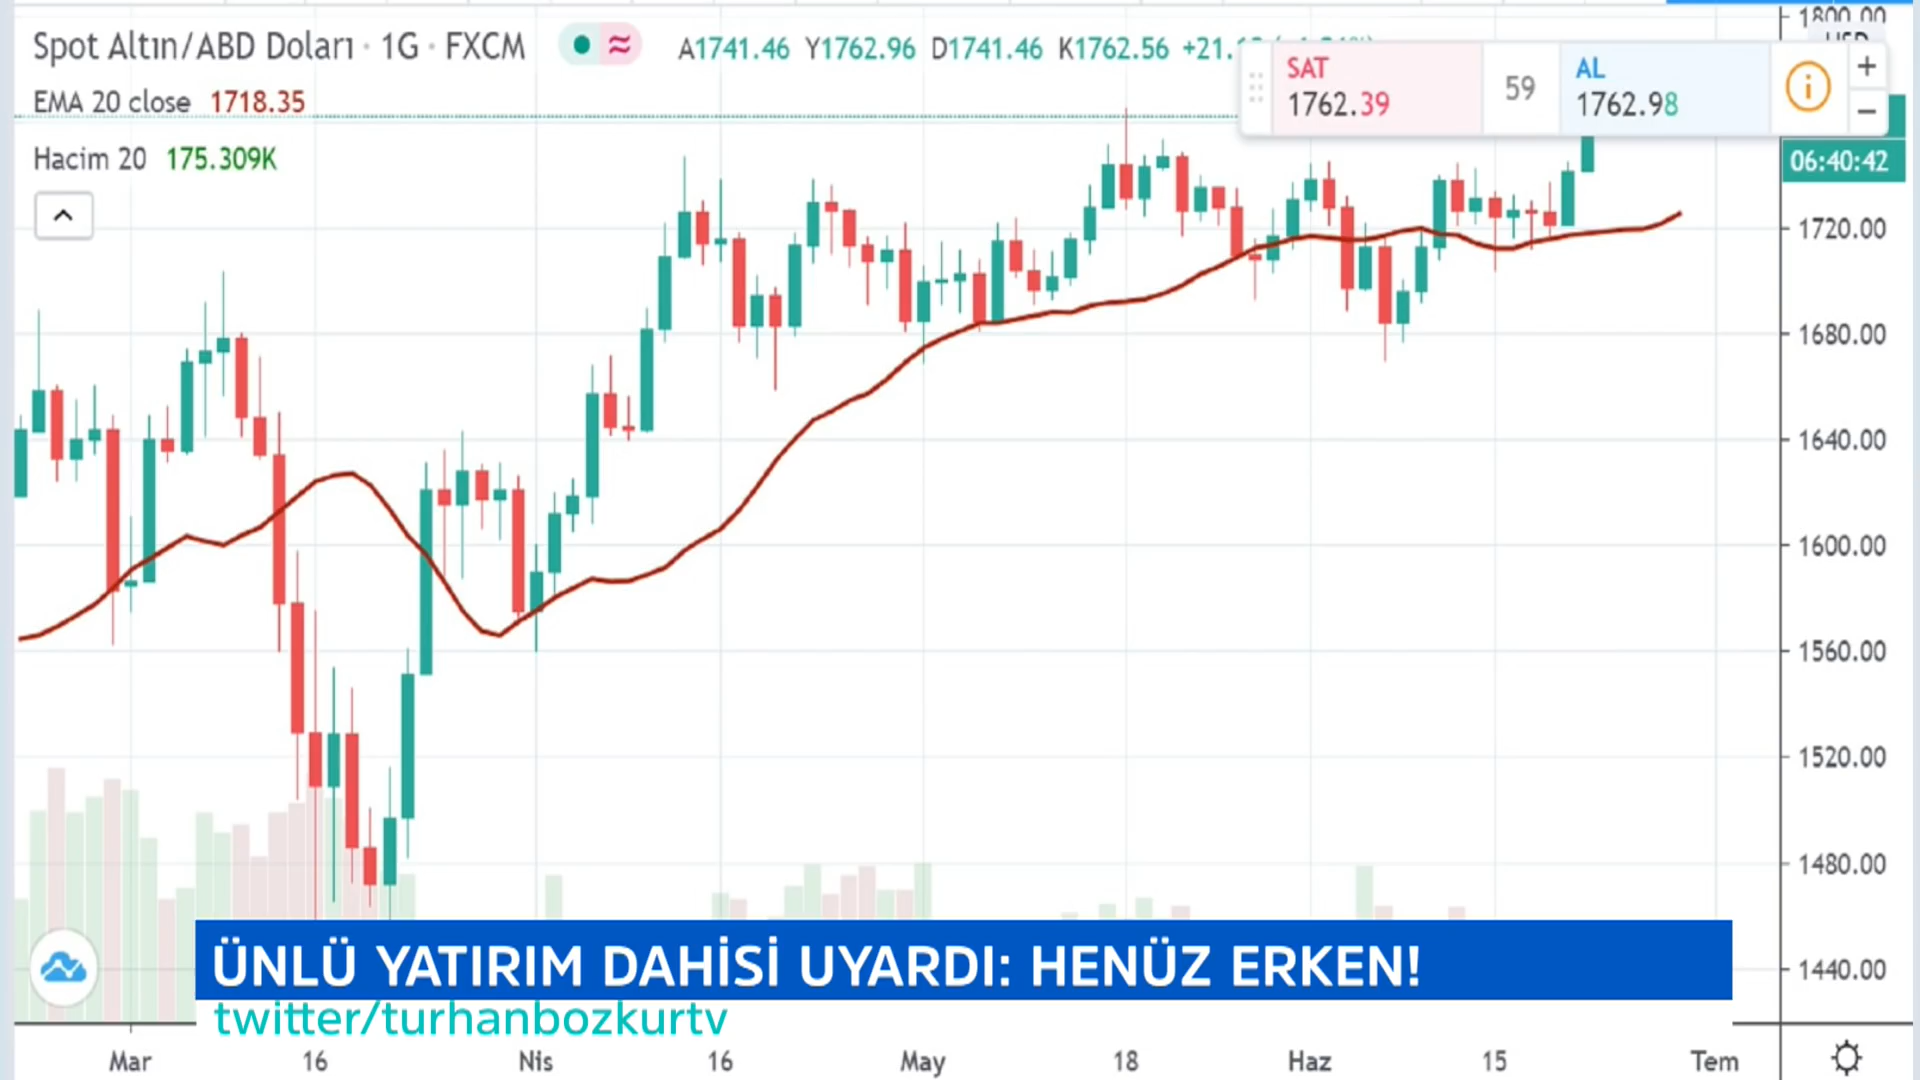 Spot Altın/ABD Doları · 1G · FXCM A1741.46 Y1762.96 D1741.46 K1762.56
EMA 20 close 1718.35
Hacim 20 175.309K
SAT
1762.39
59
AL
1762.98
1800.00
USD
06:40:42
1720.00
1680.00
1640.00
1600.00
1560.00
1520.00
1480.00
1440.00
ÜNLÜ YATIRIM DAHİSİ UYARDI: HENÜZ ERKEN!
twitter/turhanbozkurtv
Mar 16 Nis 16 May 18 Haz 15 Tem